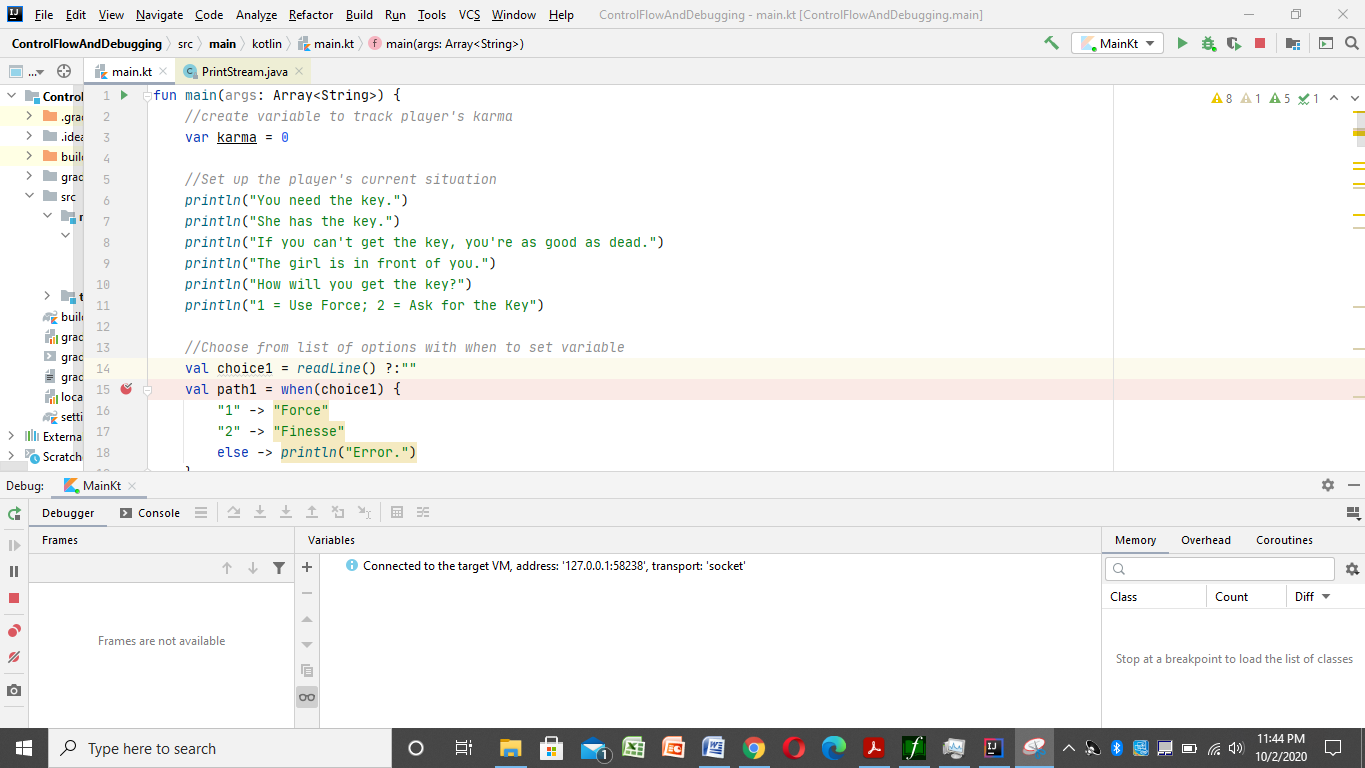 File Edit View Navigate Code Analyze Refactor Build Run Tools VCS Window Help ControlFlowAndDebugging - main.kt [ControlFlowAndDebugging.main]
ControlFlowAndDebugging src main kotlin main.kt main(args: Array<String>) MainKt
... main.kt PrintStream.java
Control
.grad
.idea
buil
grad
src
buil
grad
grad
grad
loca
setti
Externa
Scratch
1 fun main(args: Array<String>) {
2 //create variable to track player's karma
3 var karma = 0
4
5 //Set up the player's current situation
6 println("You need the key.")
7 println("She has the key.")
8 println("If you can't get the key, you're as good as dead.")
9 println("The girl is in front of you.")
10 println("How will you get the key?")
11 println("1 = Use Force; 2 = Ask for the Key")
12
13 //Choose from list of options with when to set variable
14 val choice1 = readLine() ?:""
15 val path1 = when(choice1) {
16 "1" -> "Force"
17 "2" -> "Finesse"
18 else -> println("Error.")
8 1 5 1
Debug: MainKt
Debugger Console
Frames
Frames are not available
Variables
Connected to the target VM, address: '127.0.0.1:58238', transport: 'socket'
Memory Overhead Coroutines
Class Count Diff
Stop at a breakpoint to load the list of classes
Type here to search
1
11:44 PM
10/2/2020